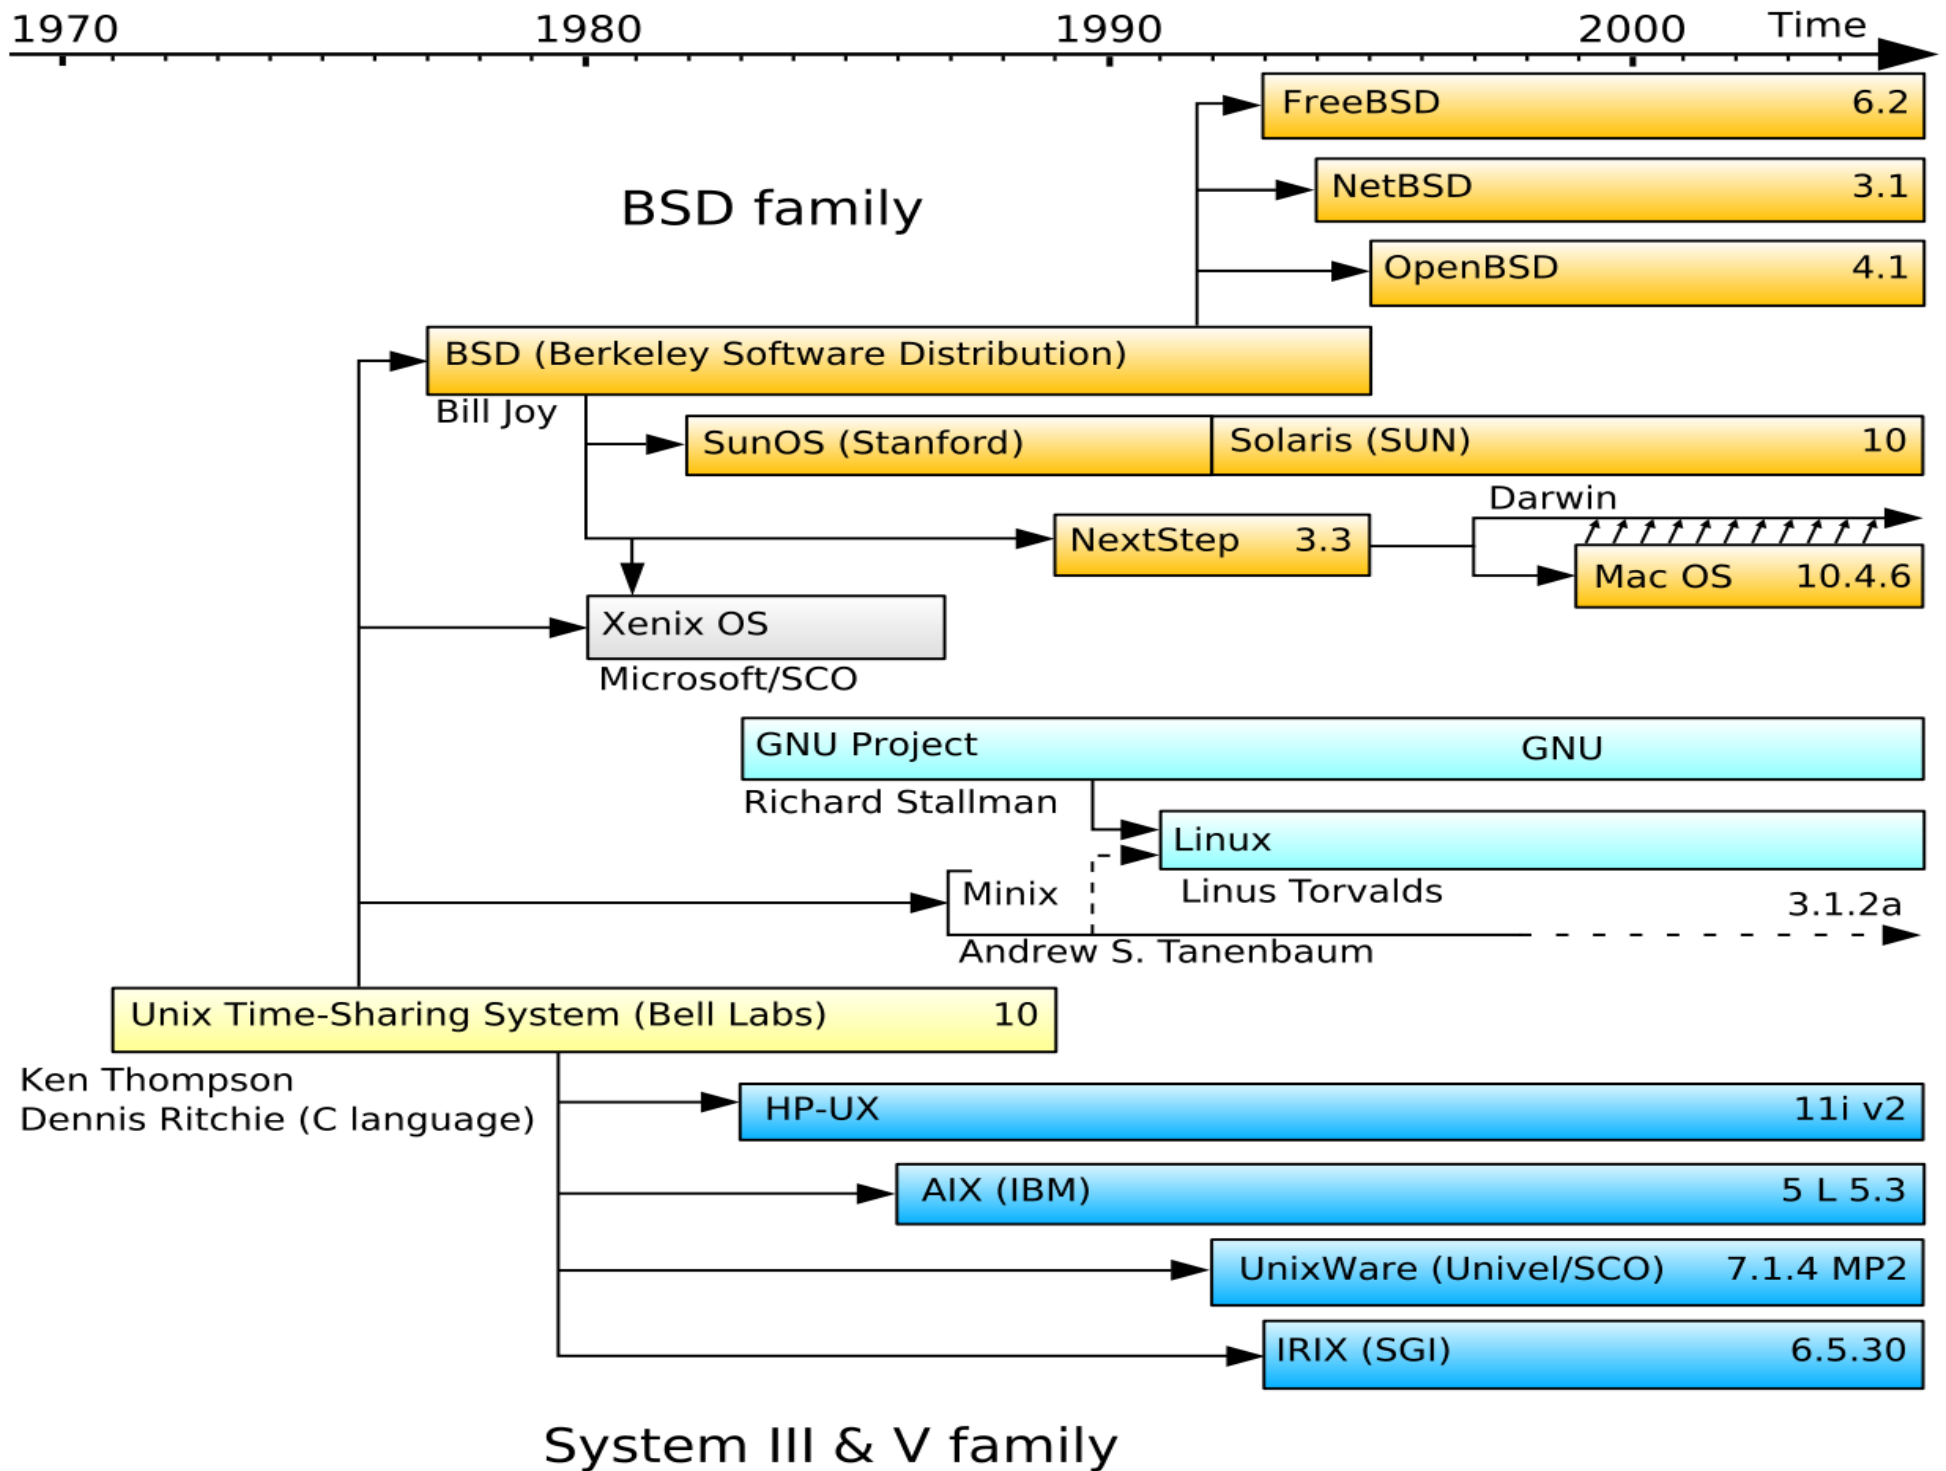 1970 1980 1990 2000 Time
FreeBSD 6.2
NetBSD 3.1
BSD family
OpenBSD 4.1
BSD (Berkeley Software Distribution)
Bill Joy
SunOS (Stanford) Solaris (SUN) 10
Darwin
NextStep 3.3
Mac OS 10.4.6
Xenix OS
Microsoft/SCO
GNU Project GNU
Richard Stallman
Linux
Linus Torvalds
Minix
3.1.2a
Andrew S. Tanenbaum
Unix Time-Sharing System (Bell Labs) 10
Ken Thompson
Dennis Ritchie (C language)
HP-UX 11i v2
AIX (IBM) 5 L 5.3
UnixWare (Univel/SCO) 7.1.4 MP2
IRIX (SGI) 6.5.30
System III & V family